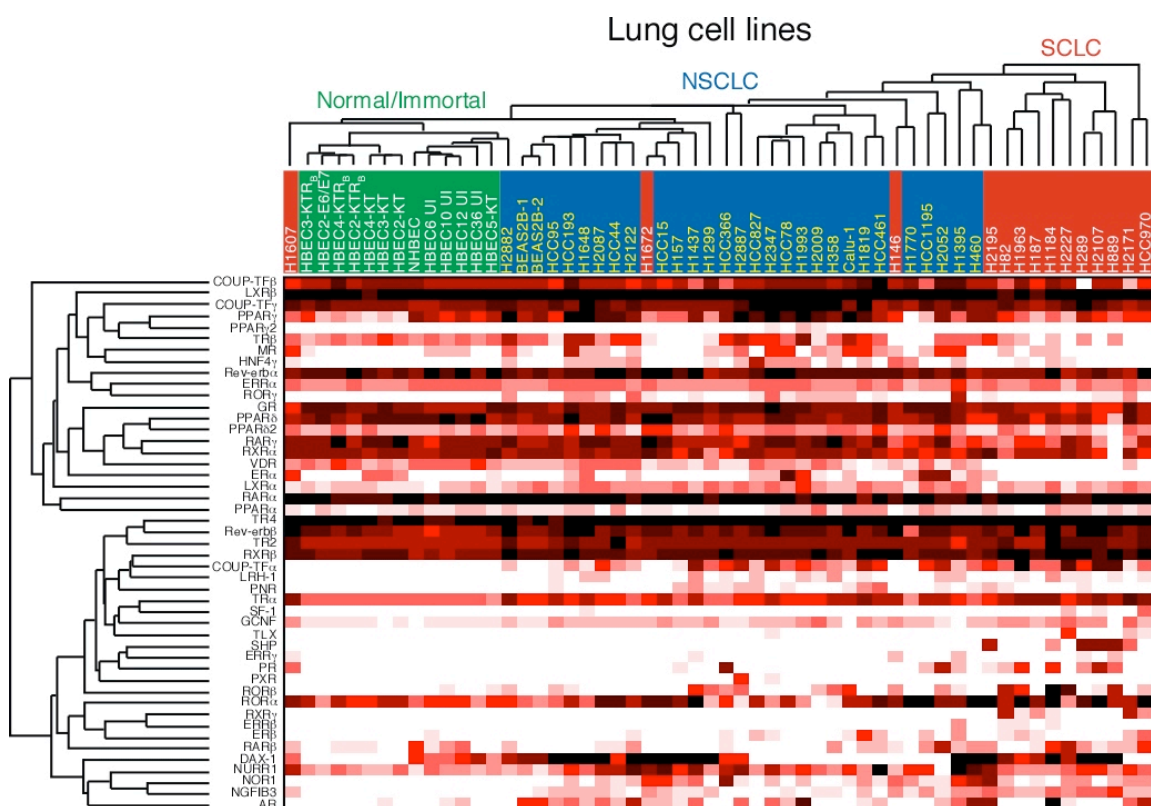 Lung cell lines
SCLC
NSCLC
Normal/Immortal
H1607
HBEC3-KTRB
HBEC2-E6/E7
HBEC4-KTRB
HBEC2-KTRB
HBEC4-KT
HBEC3-KT
HBEC2-KT
NHBEC
HBEC6 UI
HBEC10 UI
HBEC12 UI
HBEC36 UI
HBEC5-KT
H2882
BEAS2B-1
BEAS2B-2
HCC95
HCC193
H1648
H2087
HCC44
H2122
H1672
HCC15
H157
H1437
H1299
HCC366
H2887
HCC827
H2347
HCC78
H1993
H2009
H358
Calu-1
H1819
HCC461
H146
H1770
HCC1195
H2052
H1395
H460
H2195
H82
H1963
H187
H1184
H2227
H289
H2107
H889
H2171
HCC970
COUP-TFβ
LXRβ
COUP-TFγ
PPARγ
PPARγ2
TRβ
MR
HNF4γ
Rev-erbα
ERRα
RORγ
GR
PPARδ
PPARδ2
RARγ
RXRα
VDR
ERα
LXRα
RARα
PPARα
TR4
Rev-erbβ
TR2
RXRβ
COUP-TFα
LRH-1
PNR
TRα
SF-1
GCNF
TLX
SHP
ERRγ
PR
PXR
RORβ
RORα
RXRγ
ERRβ
ERβ
RARβ
DAX-1
NURR1
NOR1
NGFIB3
AR